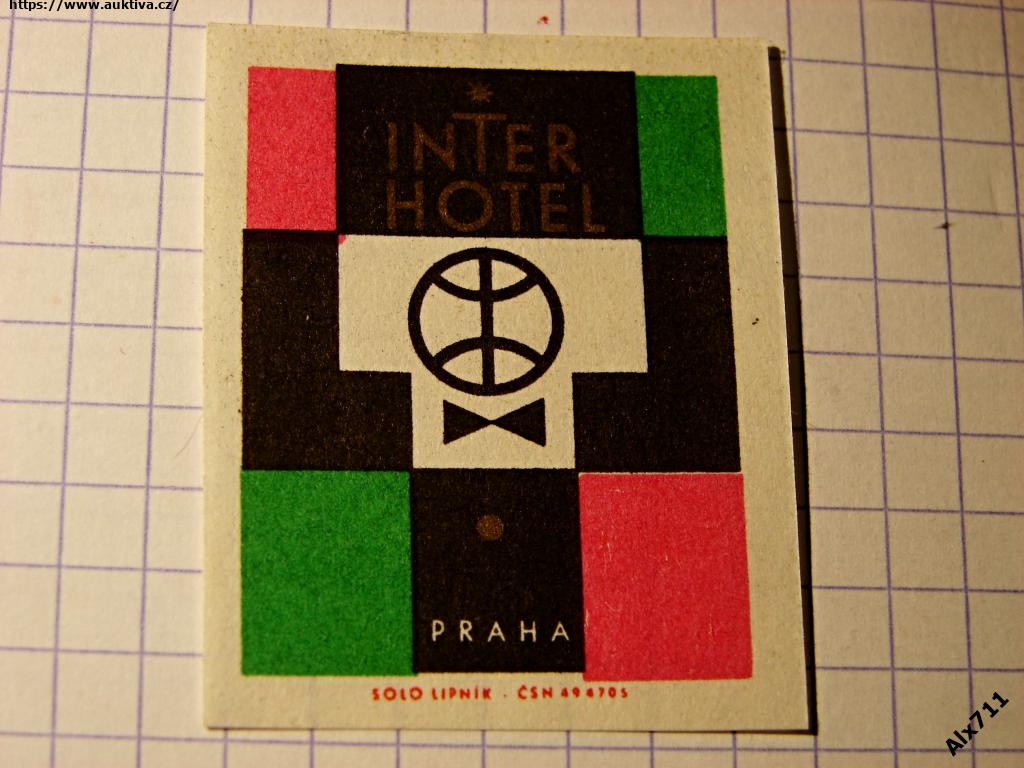 https://www.auktiva.cz/
INTER
HOTEL
PRAHA
SOLO LIPNÍK · ČSN 49 4705
Alx711